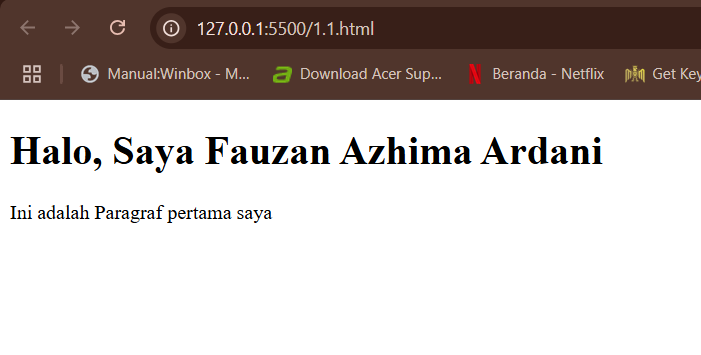 127.0.0.1:5500/1.1.html
Manual:Winbox - M... Download Acer Sup... Beranda - Netflix Get Key
Halo, Saya Fauzan Azhima Ardani
Ini adalah Paragraf pertama saya